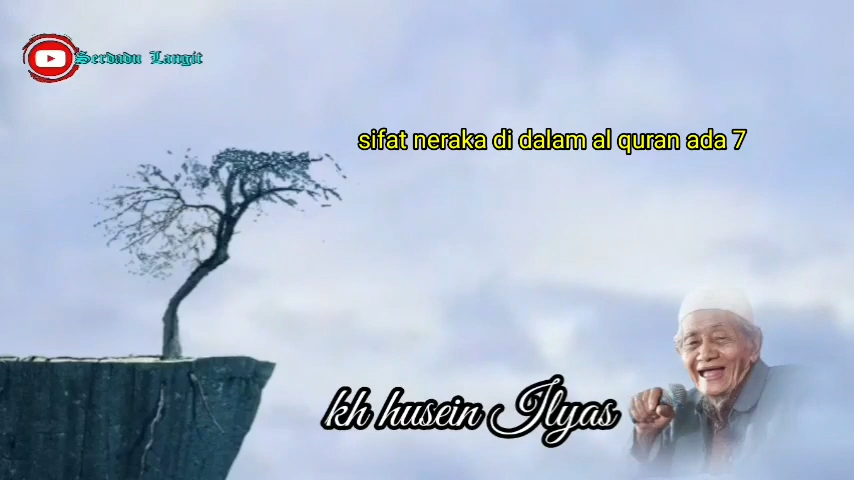 Serdadu Langit
sifat neraka di dalam al quran ada 7
kh husein Ilyas